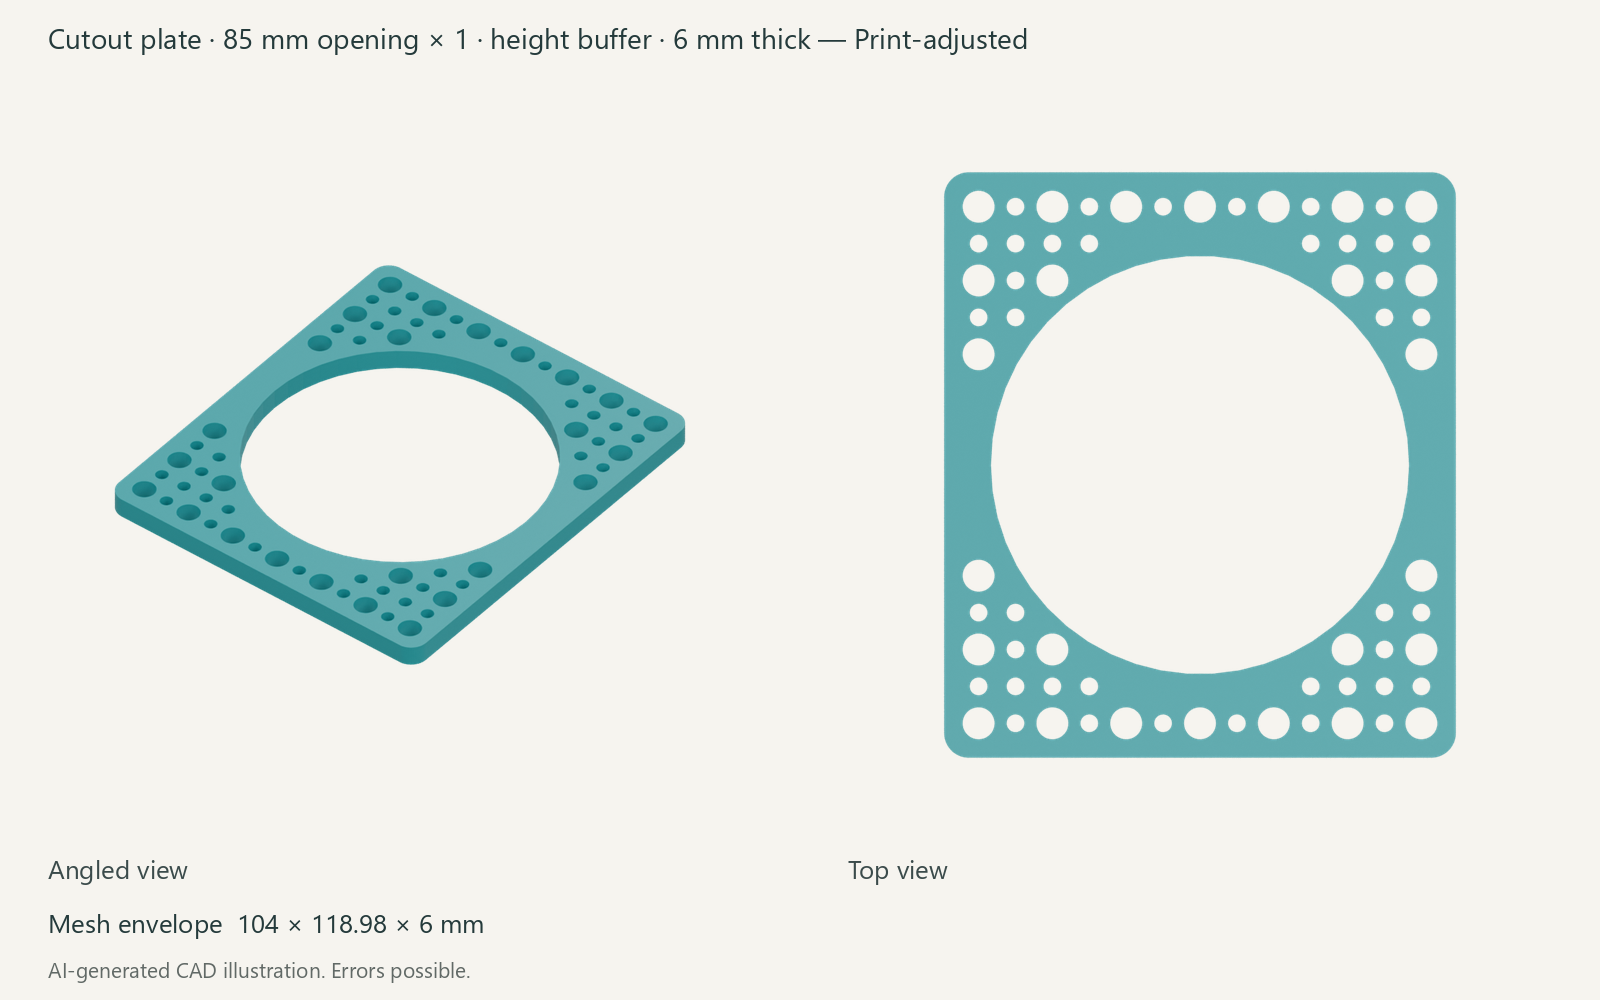 Cutout plate · 85 mm opening × 1 · height buffer · 6 mm thick — Print-adjusted
Angled view
Top view
Mesh envelope 104 × 118.98 × 6 mm
AI-generated CAD illustration. Errors possible.